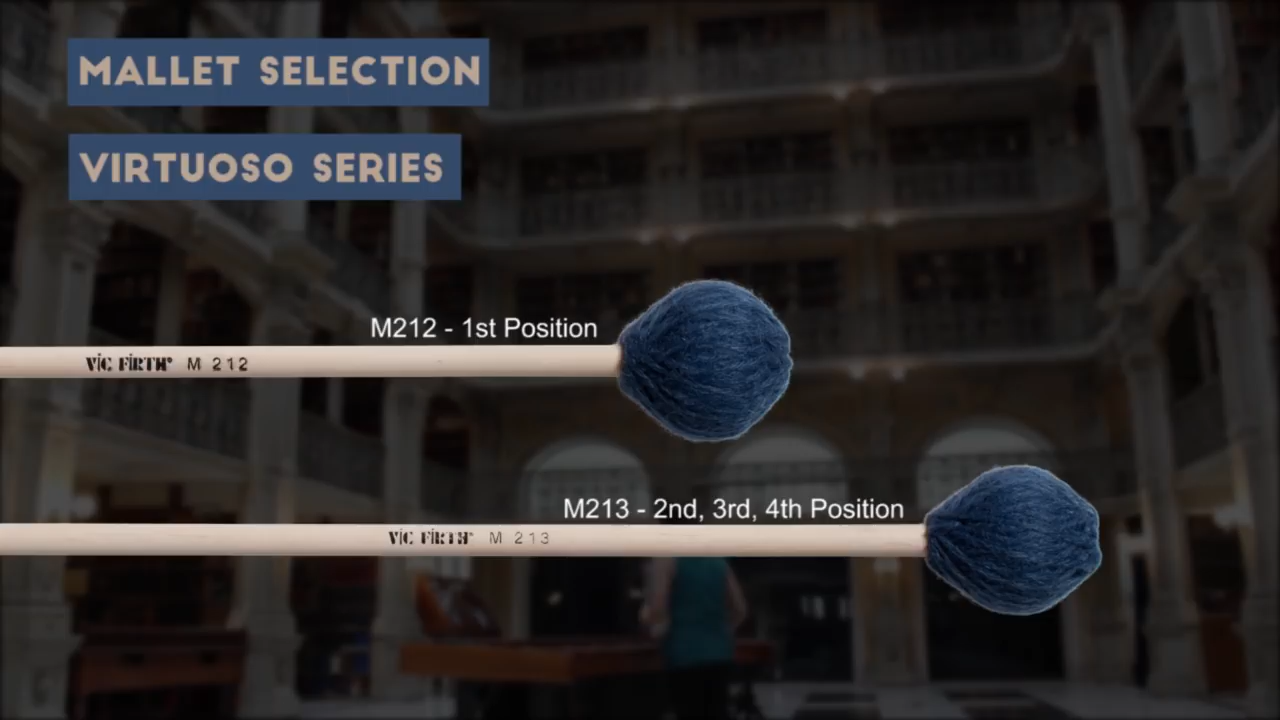 MALLET SELECTION
VIRTUOSO SERIES
M212 - 1st Position
VIC FIRTH® M 212
M213 - 2nd, 3rd, 4th Position
VIC FIRTH® M 213